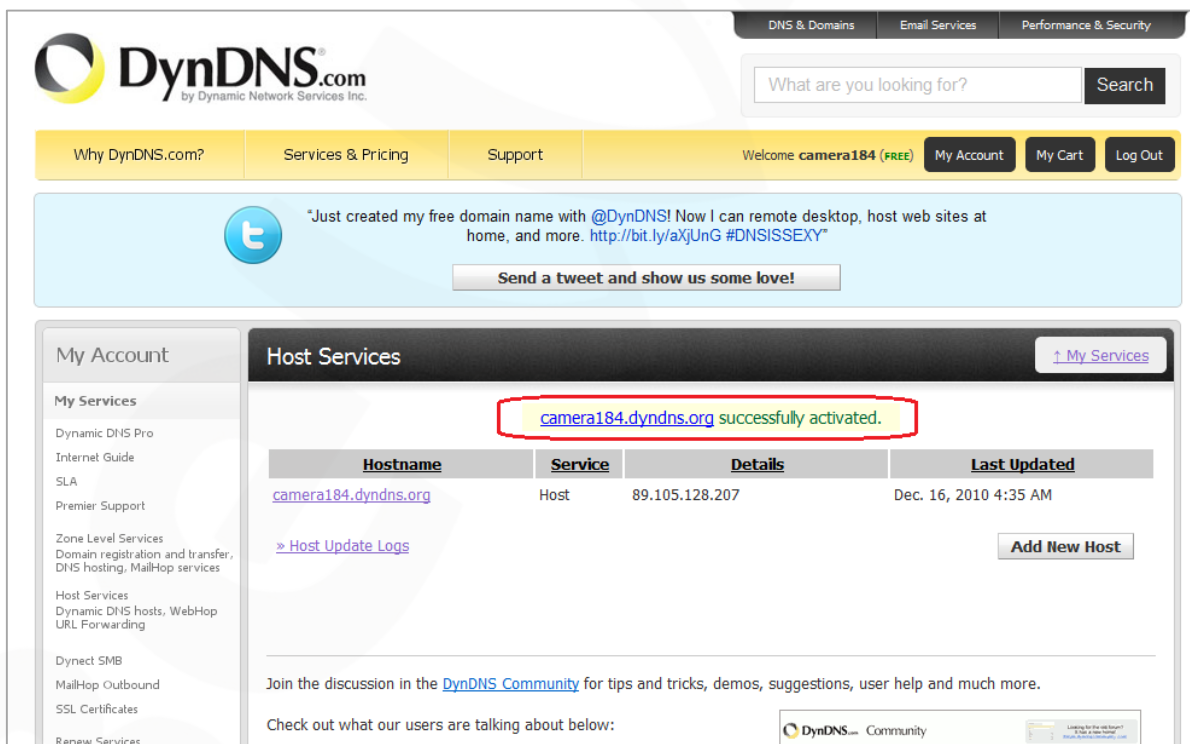 DNS & Domains
Email Services
Performance & Security
DynDNS.com
by Dynamic Network Services Inc.
What are you looking for?
Search
Why DynDNS.com?
Services & Pricing
Support
Welcome camera184 (FREE)
My Account
My Cart
Log Out
“Just created my free domain name with @DynDNS! Now I can remote desktop, host web sites at
home, and more. http://bit.ly/aXjUnG #DNSISSEXY”
Send a tweet and show us some love!
My Account
My Services
Dynamic DNS Pro
Internet Guide
SLA
Premier Support
Zone Level Services
Domain registration and transfer,
DNS hosting, MailHop services
Host Services
Dynamic DNS hosts, WebHop
URL Forwarding
Dynect SMB
MailHop Outbound
SSL Certificates
Renew Services
Host Services
↑ My Services
camera184.dyndns.org successfully activated.
Hostname Service Details Last Updated
camera184.dyndns.org Host 89.105.128.207 Dec. 16, 2010 4:35 AM
» Host Update Logs
Add New Host
Join the discussion in the DynDNS Community for tips and tricks, demos, suggestions, user help and much more.
Check out what our users are talking about below:
DynDNS.com Community